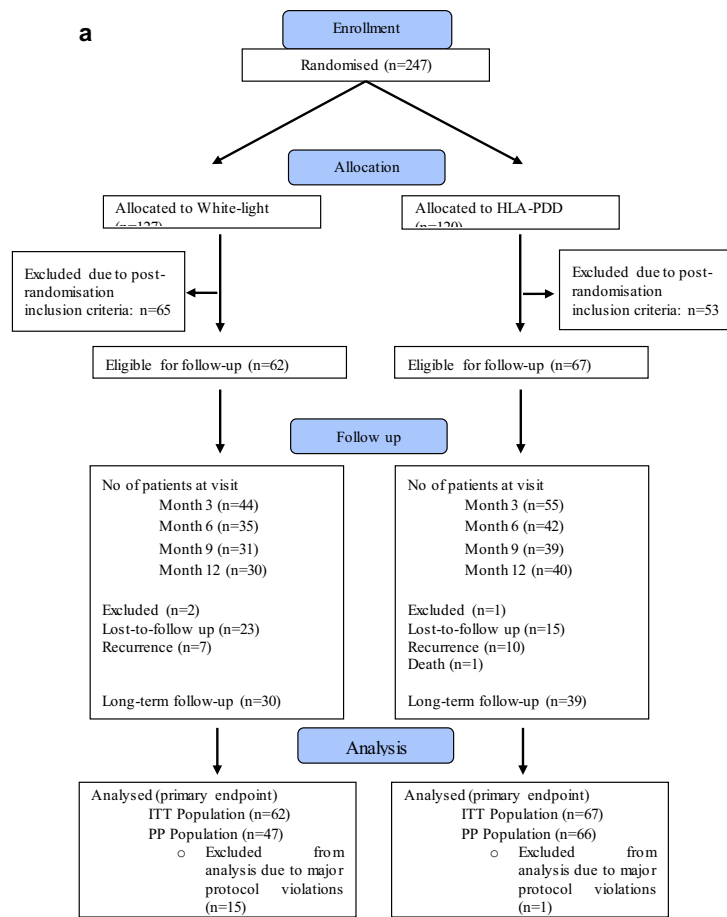 a
Enrollment
Randomised (n=247)
Allocation
Allocated to White-light
(n=127)
Allocated to HLA-PDD
(n=120)
Excluded due to post-
randomisation
inclusion criteria: n=65
Excluded due to post-
randomisation
inclusion criteria: n=53
Eligible for follow-up (n=62)
Eligible for follow-up (n=67)
Follow up
No of patients at visit
Month 3 (n=44)
Month 6 (n=35)
Month 9 (n=31)
Month 12 (n=30)
Excluded (n=2)
Lost-to-follow up (n=23)
Recurrence (n=7)
Long-term follow-up (n=30)
No of patients at visit
Month 3 (n=55)
Month 6 (n=42)
Month 9 (n=39)
Month 12 (n=40)
Excluded (n=1)
Lost-to-follow up (n=15)
Recurrence (n=10)
Death (n=1)
Long-term follow-up (n=39)
Analysis
Analysed (primary endpoint)
ITT Population (n=62)
PP Population (n=47)
o Excluded from
analysis due to major
protocol violations
(n=15)
Analysed (primary endpoint)
ITT Population (n=67)
PP Population (n=66)
o Excluded from
analysis due to major
protocol violations
(n=1)